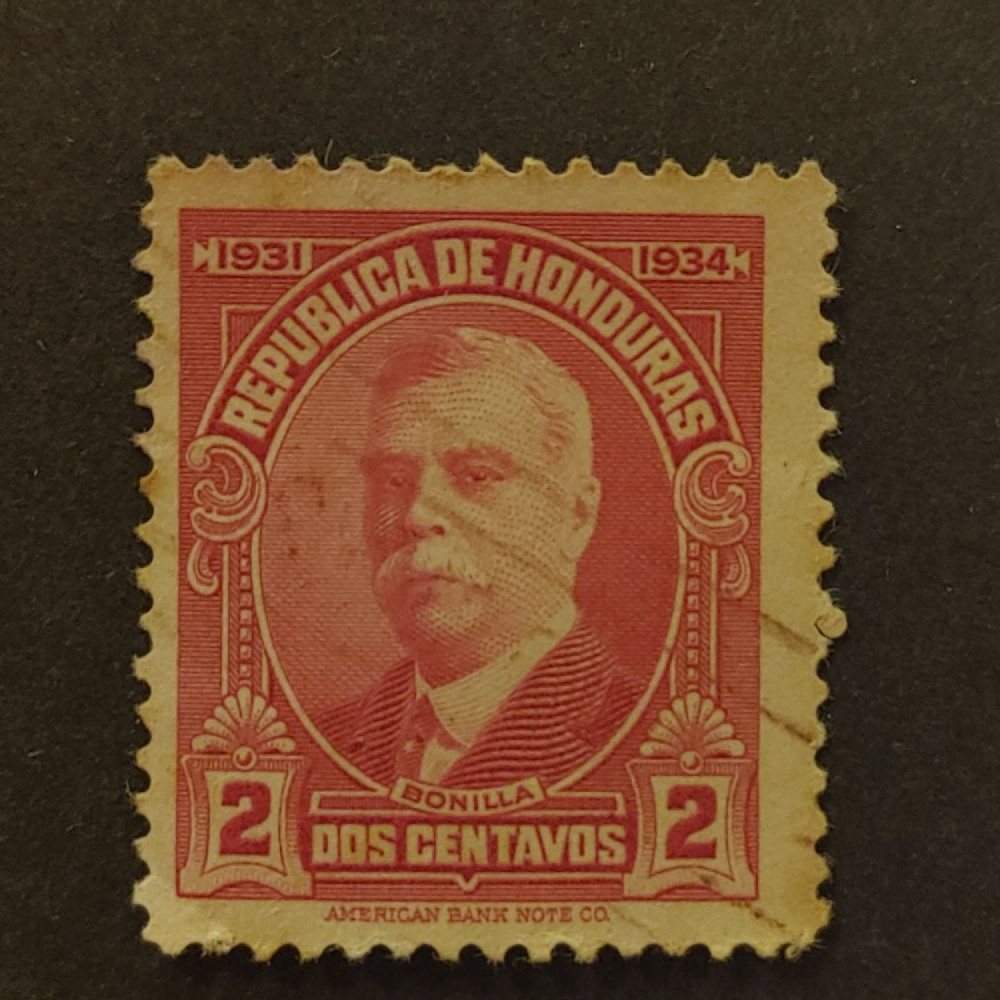 1931 1934
REPUBLICA DE HONDURAS
BONILLA
2 DOS CENTAVOS 2
AMERICAN BANK NOTE CO.